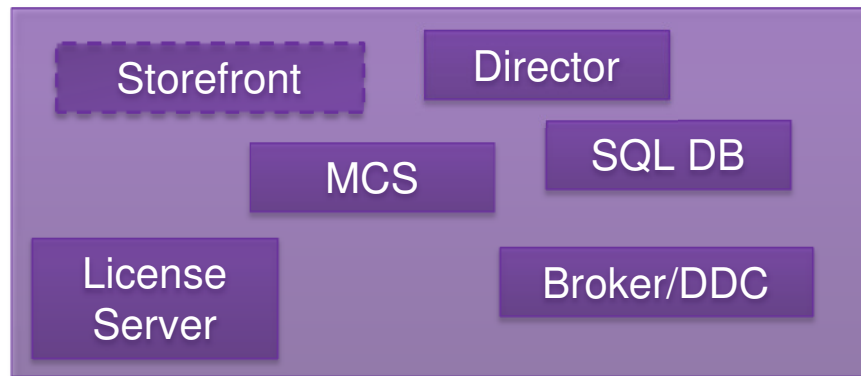 Storefront
Director
MCS
SQL DB
License
Server
Broker/DDC